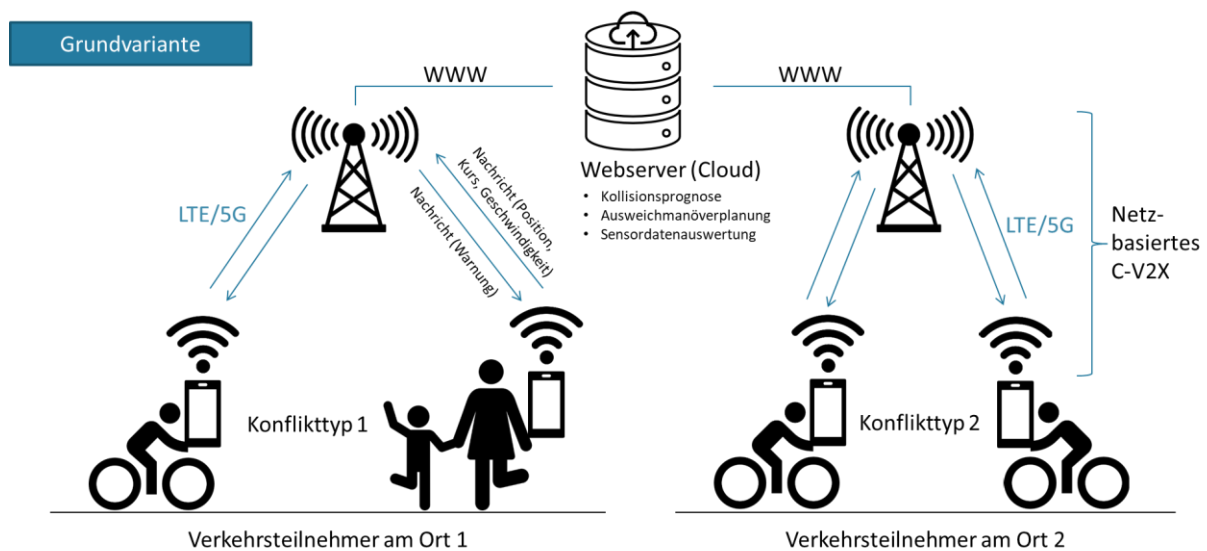 Grundvariante
WWW
WWW
Webserver (Cloud)
• Kollisionsprognose
• Ausweichmanöverplanung
• Sensordatenauswertung
LTE/5G
Nachricht (Position,
Kurs, Geschwindigkeit)
Nachricht (Warnung)
LTE/5G
Netz-
basiertes
C-V2X
Konflikttyp 1
Konflikttyp 2
Verkehrsteilnehmer am Ort 1
Verkehrsteilnehmer am Ort 2